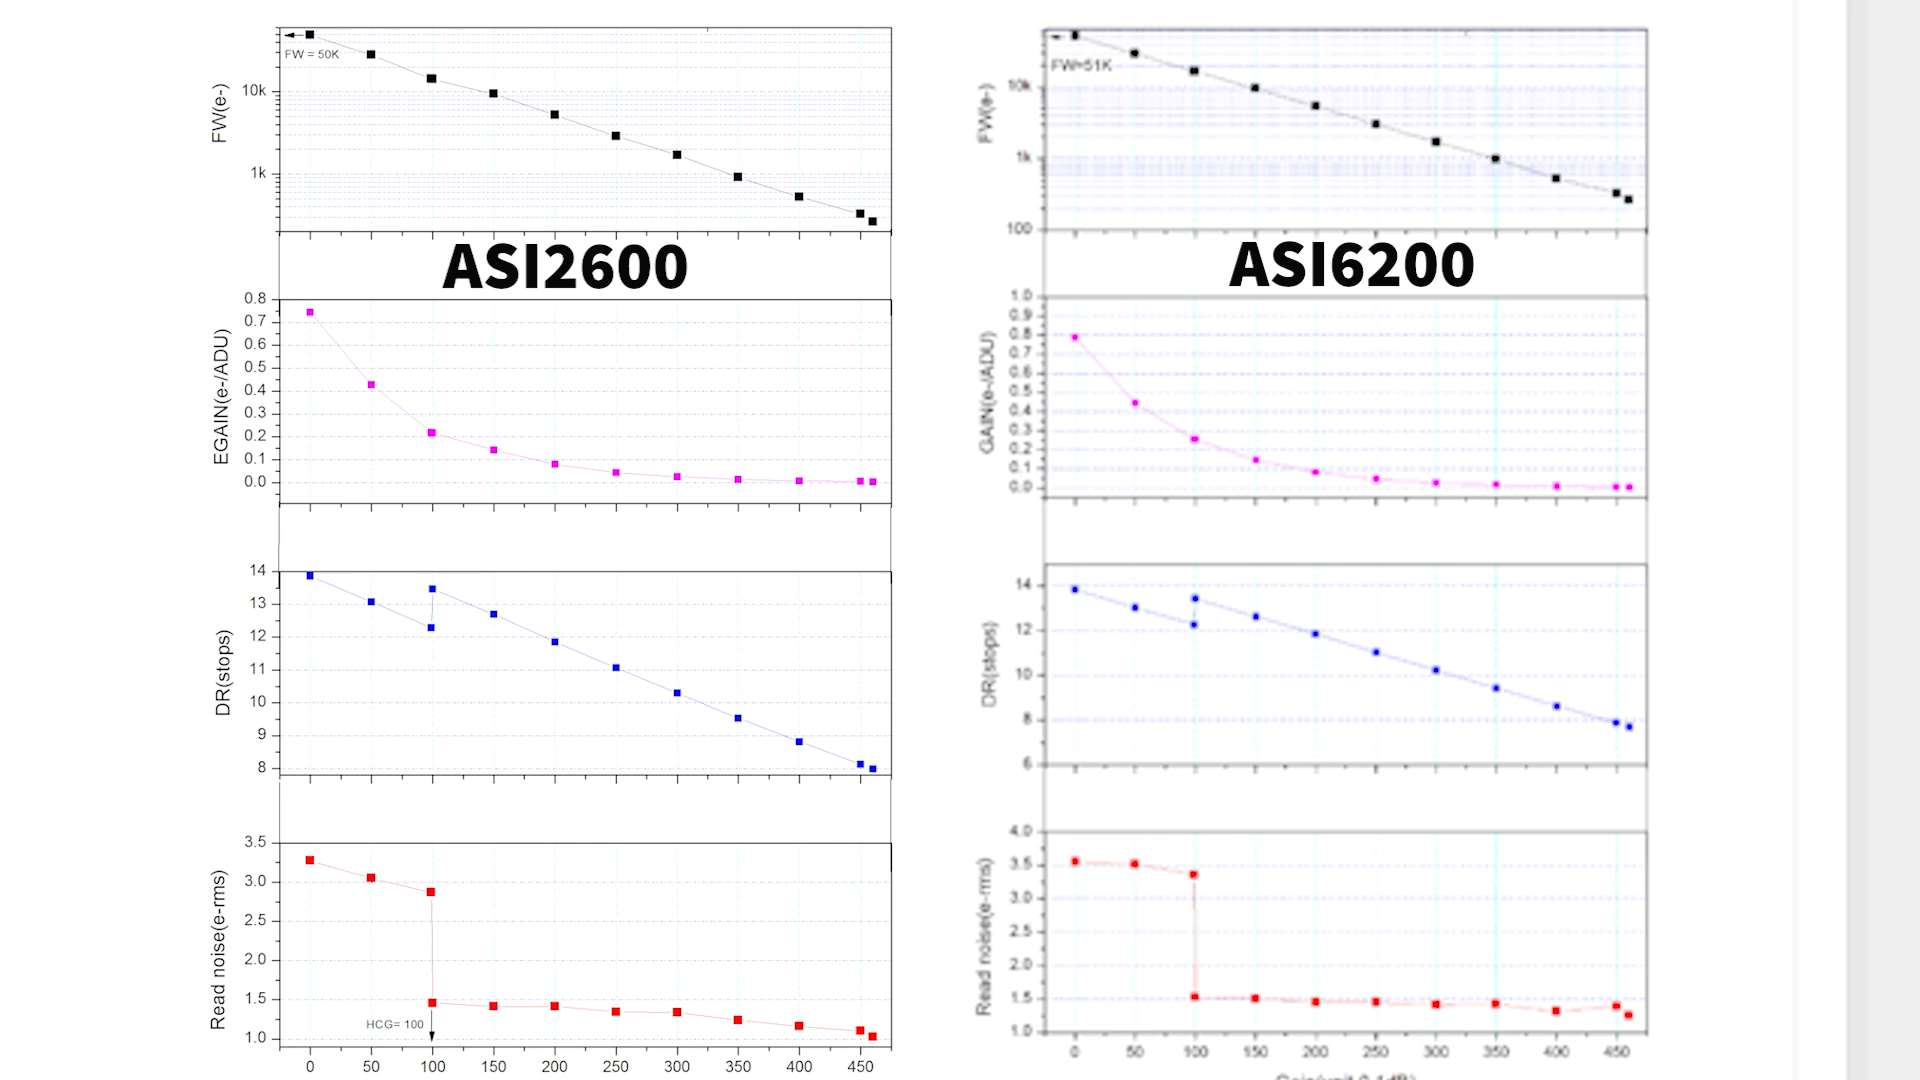 FW = 50K
10k
1k
FW(e-)
ASI2600
0.8
0.7
0.6
0.5
0.4
0.3
0.2
0.1
0.0
EGAIN(e-/ADU)
14
13
12
11
10
9
8
DR(stops)
3.5
3.0
2.5
2.0
1.5
1.0
Read noise(e-rms)
HCG= 100
0 50 100 150 200 250 300 350 400 450
FW=51K
10k
1k
100
FW(e-)
ASI6200
1.0
0.9
0.8
0.7
0.6
0.5
0.4
0.3
0.2
0.1
0.0
GAIN(e-/ADU)
14
12
10
8
6
DR(stops)
4.0
3.5
3.0
2.5
2.0
1.5
1.0
Read noise(e-rms)
0 50 100 150 200 250 300 350 400 450